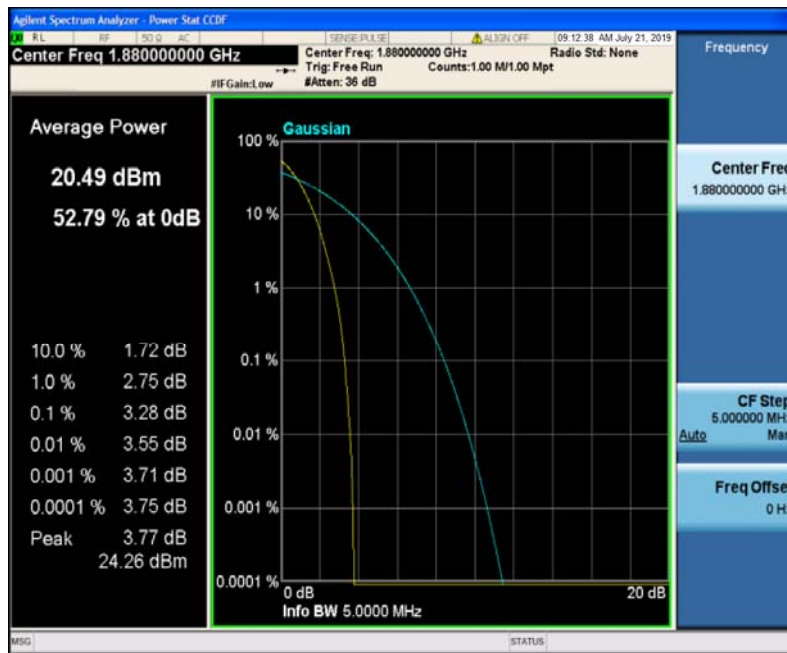 Agilent Spectrum Analyzer - Power Stat CCDF
RL RF 50 Ω AC SENSE:PULSE ALIGN OFF 09:12:38 AM July 21, 2019
Center Freq 1.880000000 GHz
Center Freq: 1.880000000 GHz Radio Std: None
Trig: Free Run Counts:1.00 M/1.00 Mpt
#IFGain:Low #Atten: 36 dB
Frequency
Average Power
20.49 dBm
52.79 % at 0dB
10.0 % 1.72 dB
1.0 % 2.75 dB
0.1 % 3.28 dB
0.01 % 3.55 dB
0.001 % 3.71 dB
0.0001 % 3.75 dB
Peak 3.77 dB
24.26 dBm
Gaussian
100 %
10 %
1 %
0.1 %
0.01 %
0.001 %
0.0001 %
0 dB 20 dB
Info BW 5.0000 MHz
Center Fre
1.880000000 GH
CF Step
5.000000 MH
Auto Ma
Freq Offse
0 H
MSG STATUS